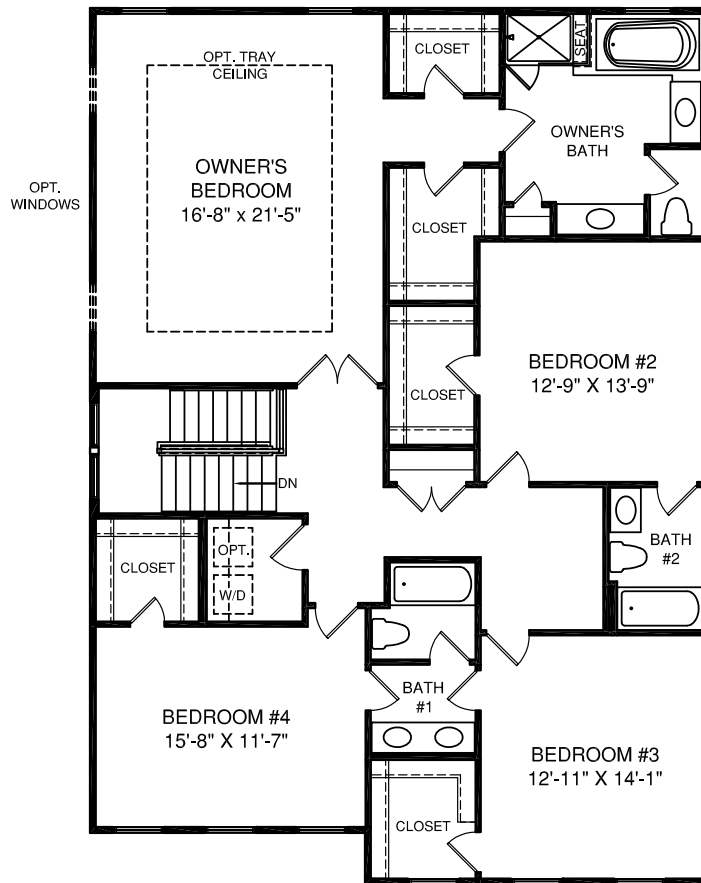 CLOSET
SEAT
OPT. TRAY
CEILING
OWNER'S
BATH
OWNER'S
BEDROOM
16'-8" x 21'-5"
OPT.
WINDOWS
CLOSET
BEDROOM #2
12'-9" X 13'-9"
CLOSET
DN
OPT.
W/D
CLOSET
BATH
#2
BATH
#1
BEDROOM #4
15'-8" X 11'-7"
BEDROOM #3
12'-11" X 14'-1"
CLOSET